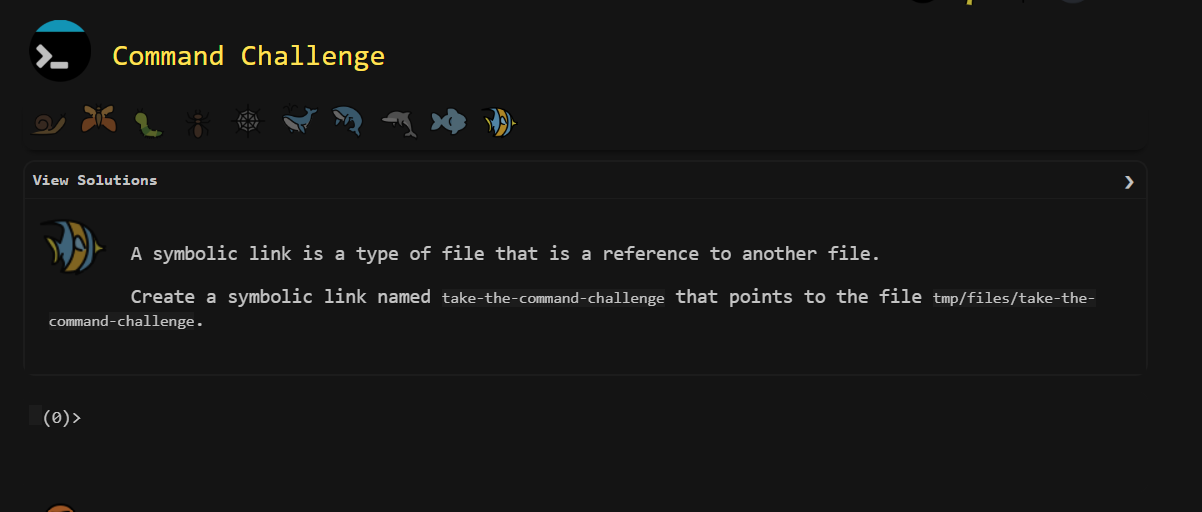 Command Challenge
View Solutions
A symbolic link is a type of file that is a reference to another file.
Create a symbolic link named take-the-command-challenge that points to the file tmp/files/take-the-
command-challenge.
(0)>